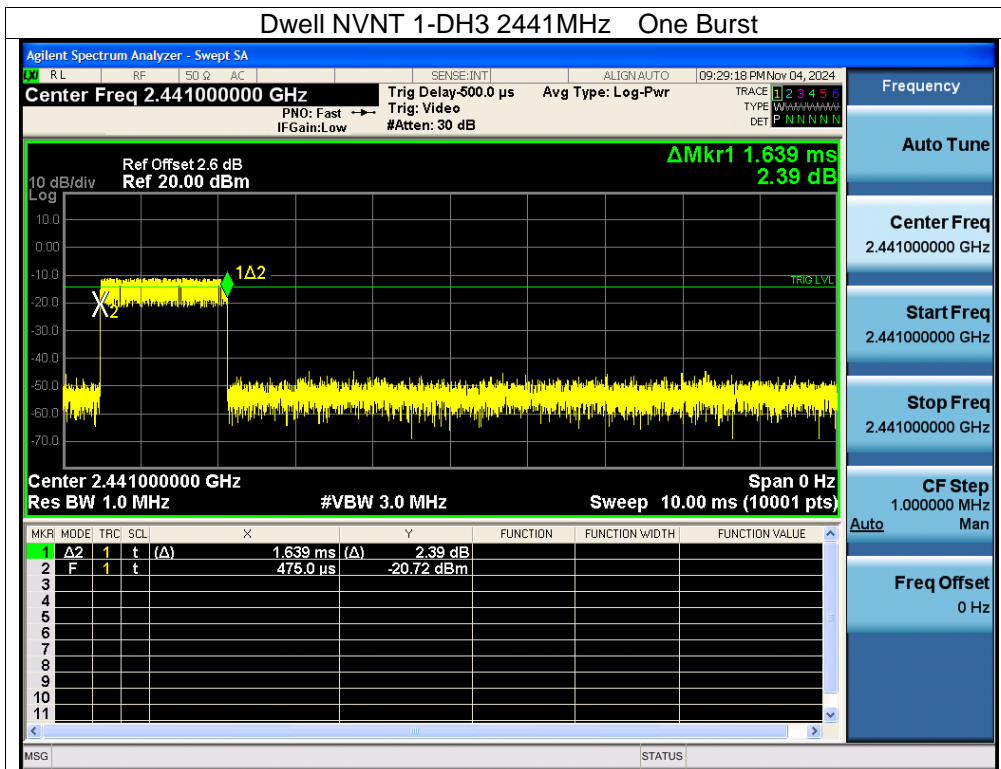 Dwell NVNT 1-DH3 2441MHz One Burst
Agilent Spectrum Analyzer - Swept SA
LXI RL RF 50 Ω AC SENSE:INT ALIGNAUTO 09:29:18 PM Nov 04, 2024
Center Freq 2.441000000 GHz
PNO: Fast
IFGain:Low
Trig Delay-500.0 µs
Trig: Video
#Atten: 30 dB
Avg Type: Log-Pwr
TRACE 1 2 3 4 5 6
TYPE WWWWWW
DET P N N N N N
Frequency
Auto Tune
Center Freq
2.441000000 GHz
Start Freq
2.441000000 GHz
Stop Freq
2.441000000 GHz
CF Step
1.000000 MHz
Auto Man
Freq Offset
0 Hz
ΔMkr1 1.639 ms
2.39 dB
Ref Offset 2.6 dB
10 dB/div Ref 20.00 dBm
Log
10.0
0.00
-10.0
-20.0
-30.0
-40.0
-50.0
-60.0
-70.0
1Δ2
2
TRIG LVL
Center 2.441000000 GHz Span 0 Hz
Res BW 1.0 MHz #VBW 3.0 MHz Sweep 10.00 ms (10001 pts)
MKR MODE TRC SCL X Y FUNCTION FUNCTION WIDTH FUNCTION VALUE
1 Δ2 1 t (Δ) 1.639 ms (Δ) 2.39 dB
2 F 1 t 475.0 µs -20.72 dBm
3
4
5
6
7
8
9
10
11
MSG STATUS